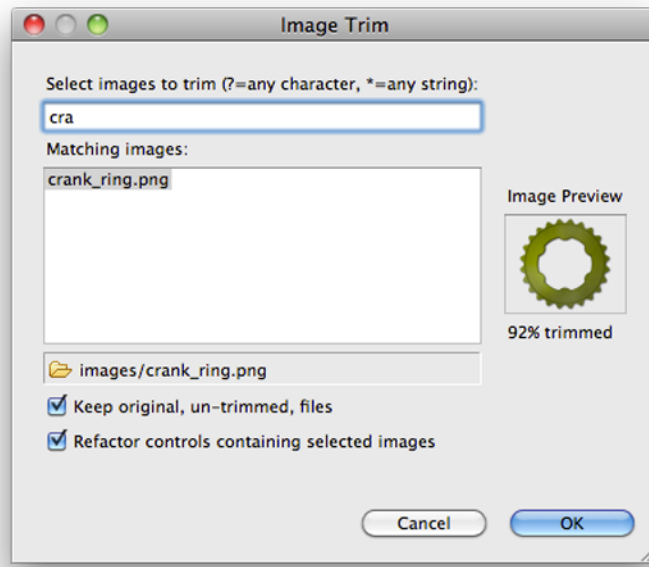 Image Trim
Select images to trim (?=any character, *=any string):
cra
Matching images:
crank_ring.png
Image Preview
92% trimmed
images/crank_ring.png
Keep original, un-trimmed, files
Refactor controls containing selected images
Cancel
OK